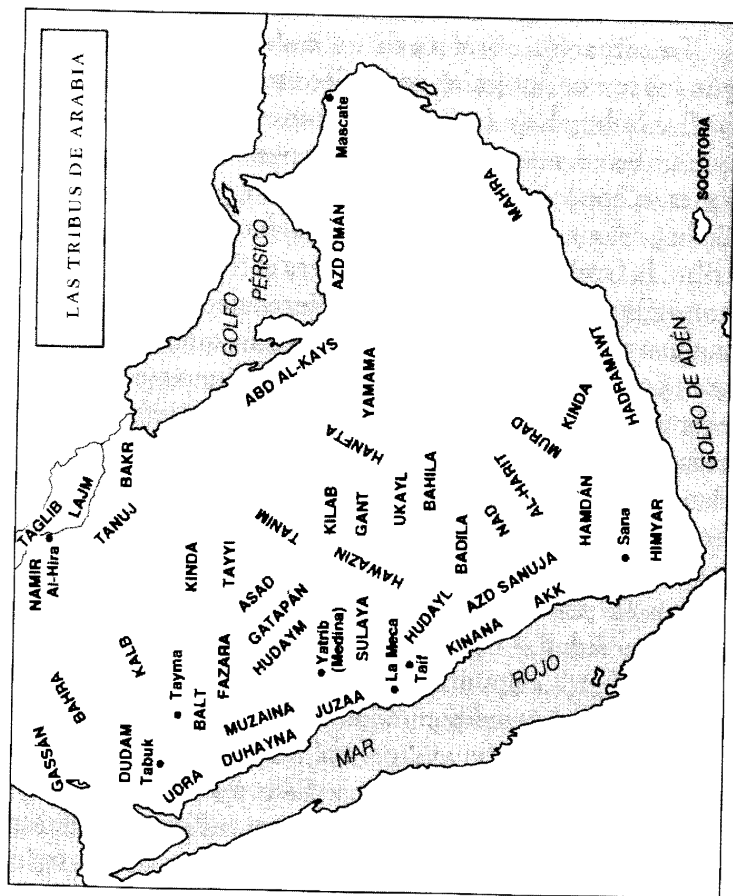 LAS TRIBUS DE ARABIA
GASSÁN
BAHRA
NAMIR
Al-Hira
TAGLIB
LAJM
BAKR
TANUJ
DUDAM
Tabuk
KALB
Tayma
BALT
FAZARA
KINDA
TAYYI
UDRA
DUHAYNA
MUZAINA
JUZAA
HUDAYM
GATAPÁN
ASAD
TANIM
Yatrib
(Medina)
SULAYA
HAWAZIN
KILAB
GANT
UKAYL
BAHILA
HANFTA
YAMAMA
ABD AL-KAYS
GOLFO
PÉRSICO
AZD OMÁN
Mascate
La Meca
Taif
HUDAYL
BADILA
NAD
AL-HARIT
MURAD
KINDA
KINANA
AZD SANUJA
AKK
HAMDÁN
Sana
HIMYAR
HADRAMAWT
MAHRA
SOCOTORA
GOLFO DE ADÉN
MAR
ROJO